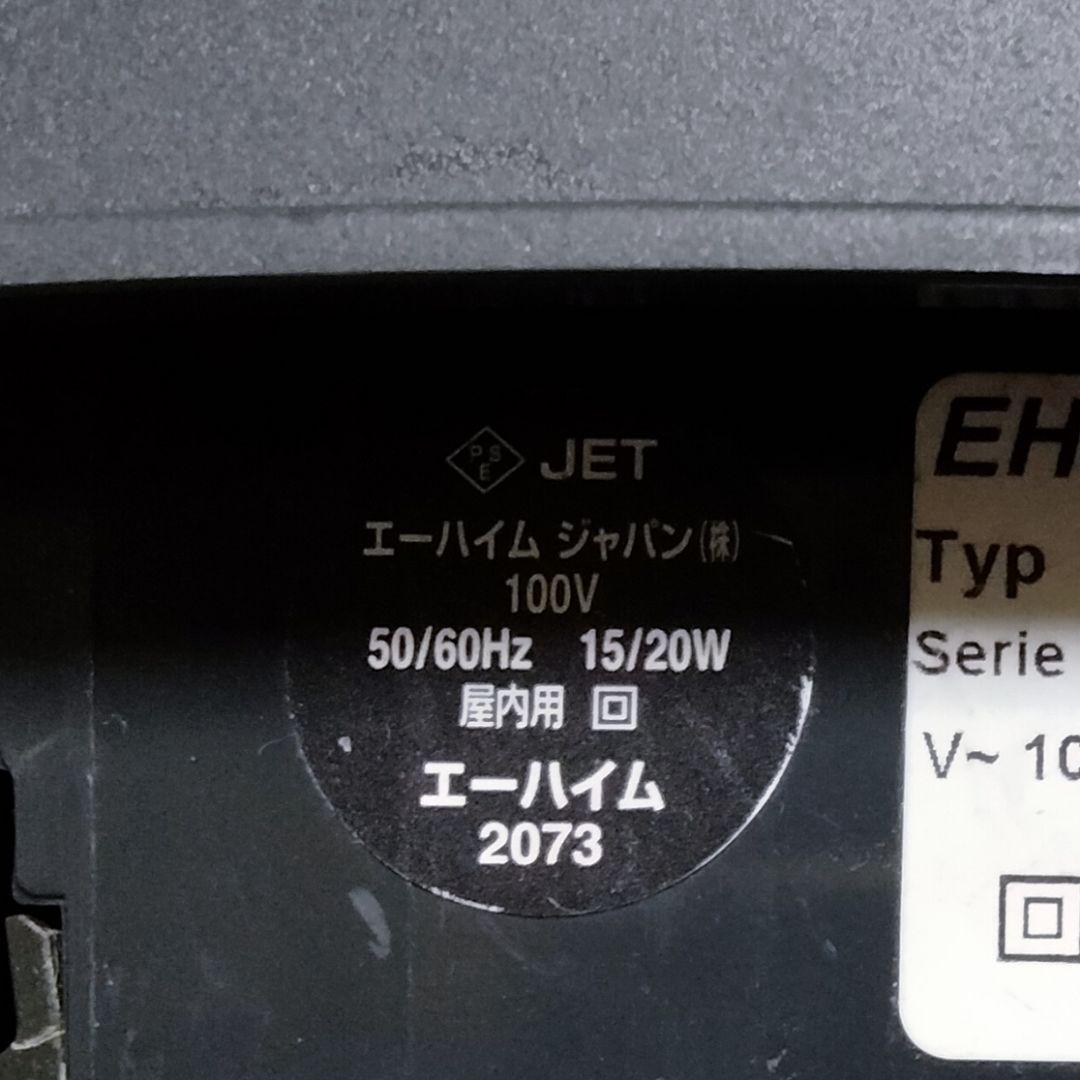 PSE JET
エーハイム ジャパン(株)
100V
50/60Hz 15/20W
屋内用
エーハイム
2073
EH
Typ
Serie
V~ 10